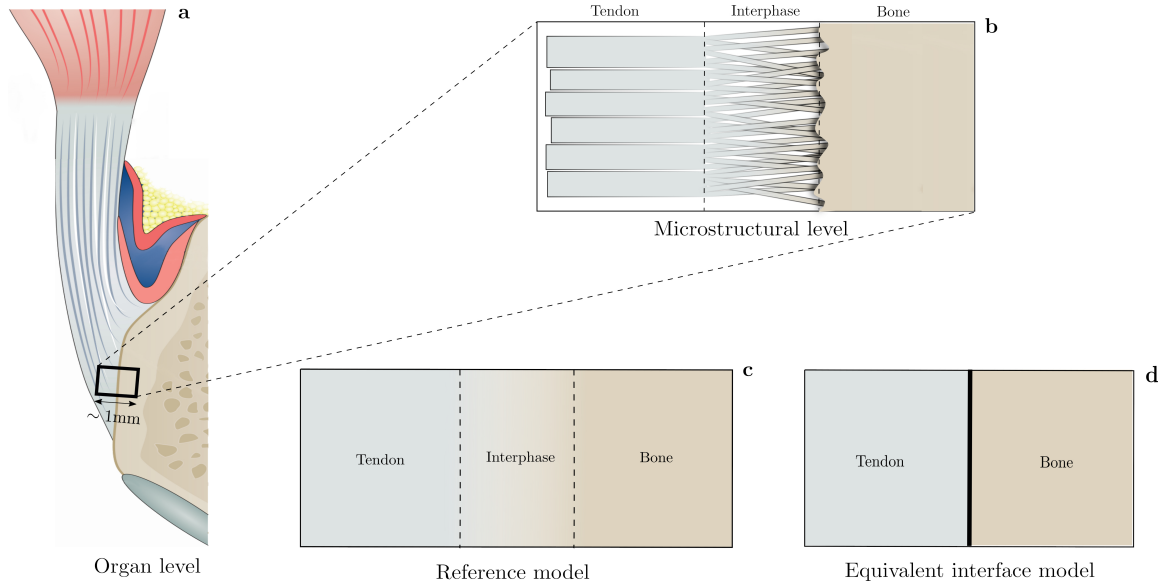 a
~ 1mm
Organ level
Tendon Interphase Bone
b
Microstructural level
c
Tendon Interphase Bone
Reference model
d
Tendon Bone
Equivalent interface model